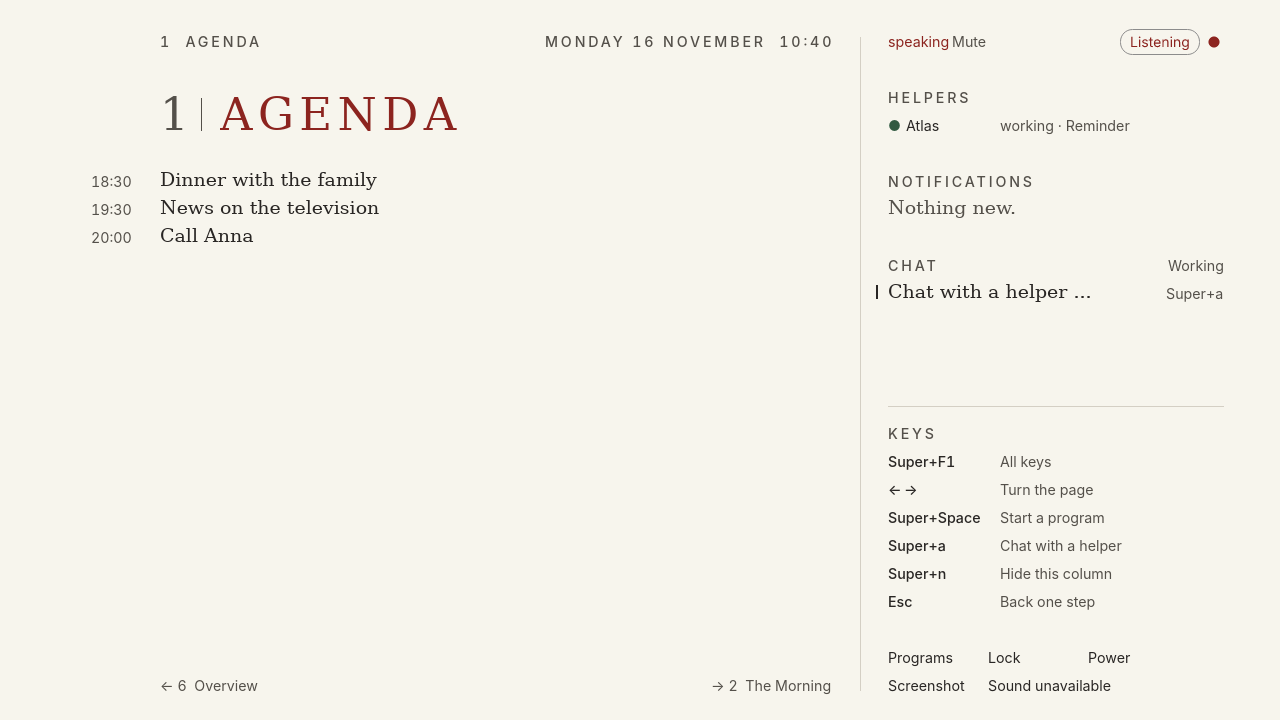 1 AGENDA
MONDAY 16 NOVEMBER 10:40
1 AGENDA
18:30 Dinner with the family
19:30 News on the television
20:00 Call Anna
← 6 Overview
→ 2 The Morning
speaking Mute Listening
HELPERS
Atlas working · Reminder
NOTIFICATIONS
Nothing new.
CHAT Working
Chat with a helper ... Super+a
KEYS
Super+F1 All keys
← → Turn the page
Super+Space Start a program
Super+a Chat with a helper
Super+n Hide this column
Esc Back one step
Programs Lock Power
Screenshot Sound unavailable